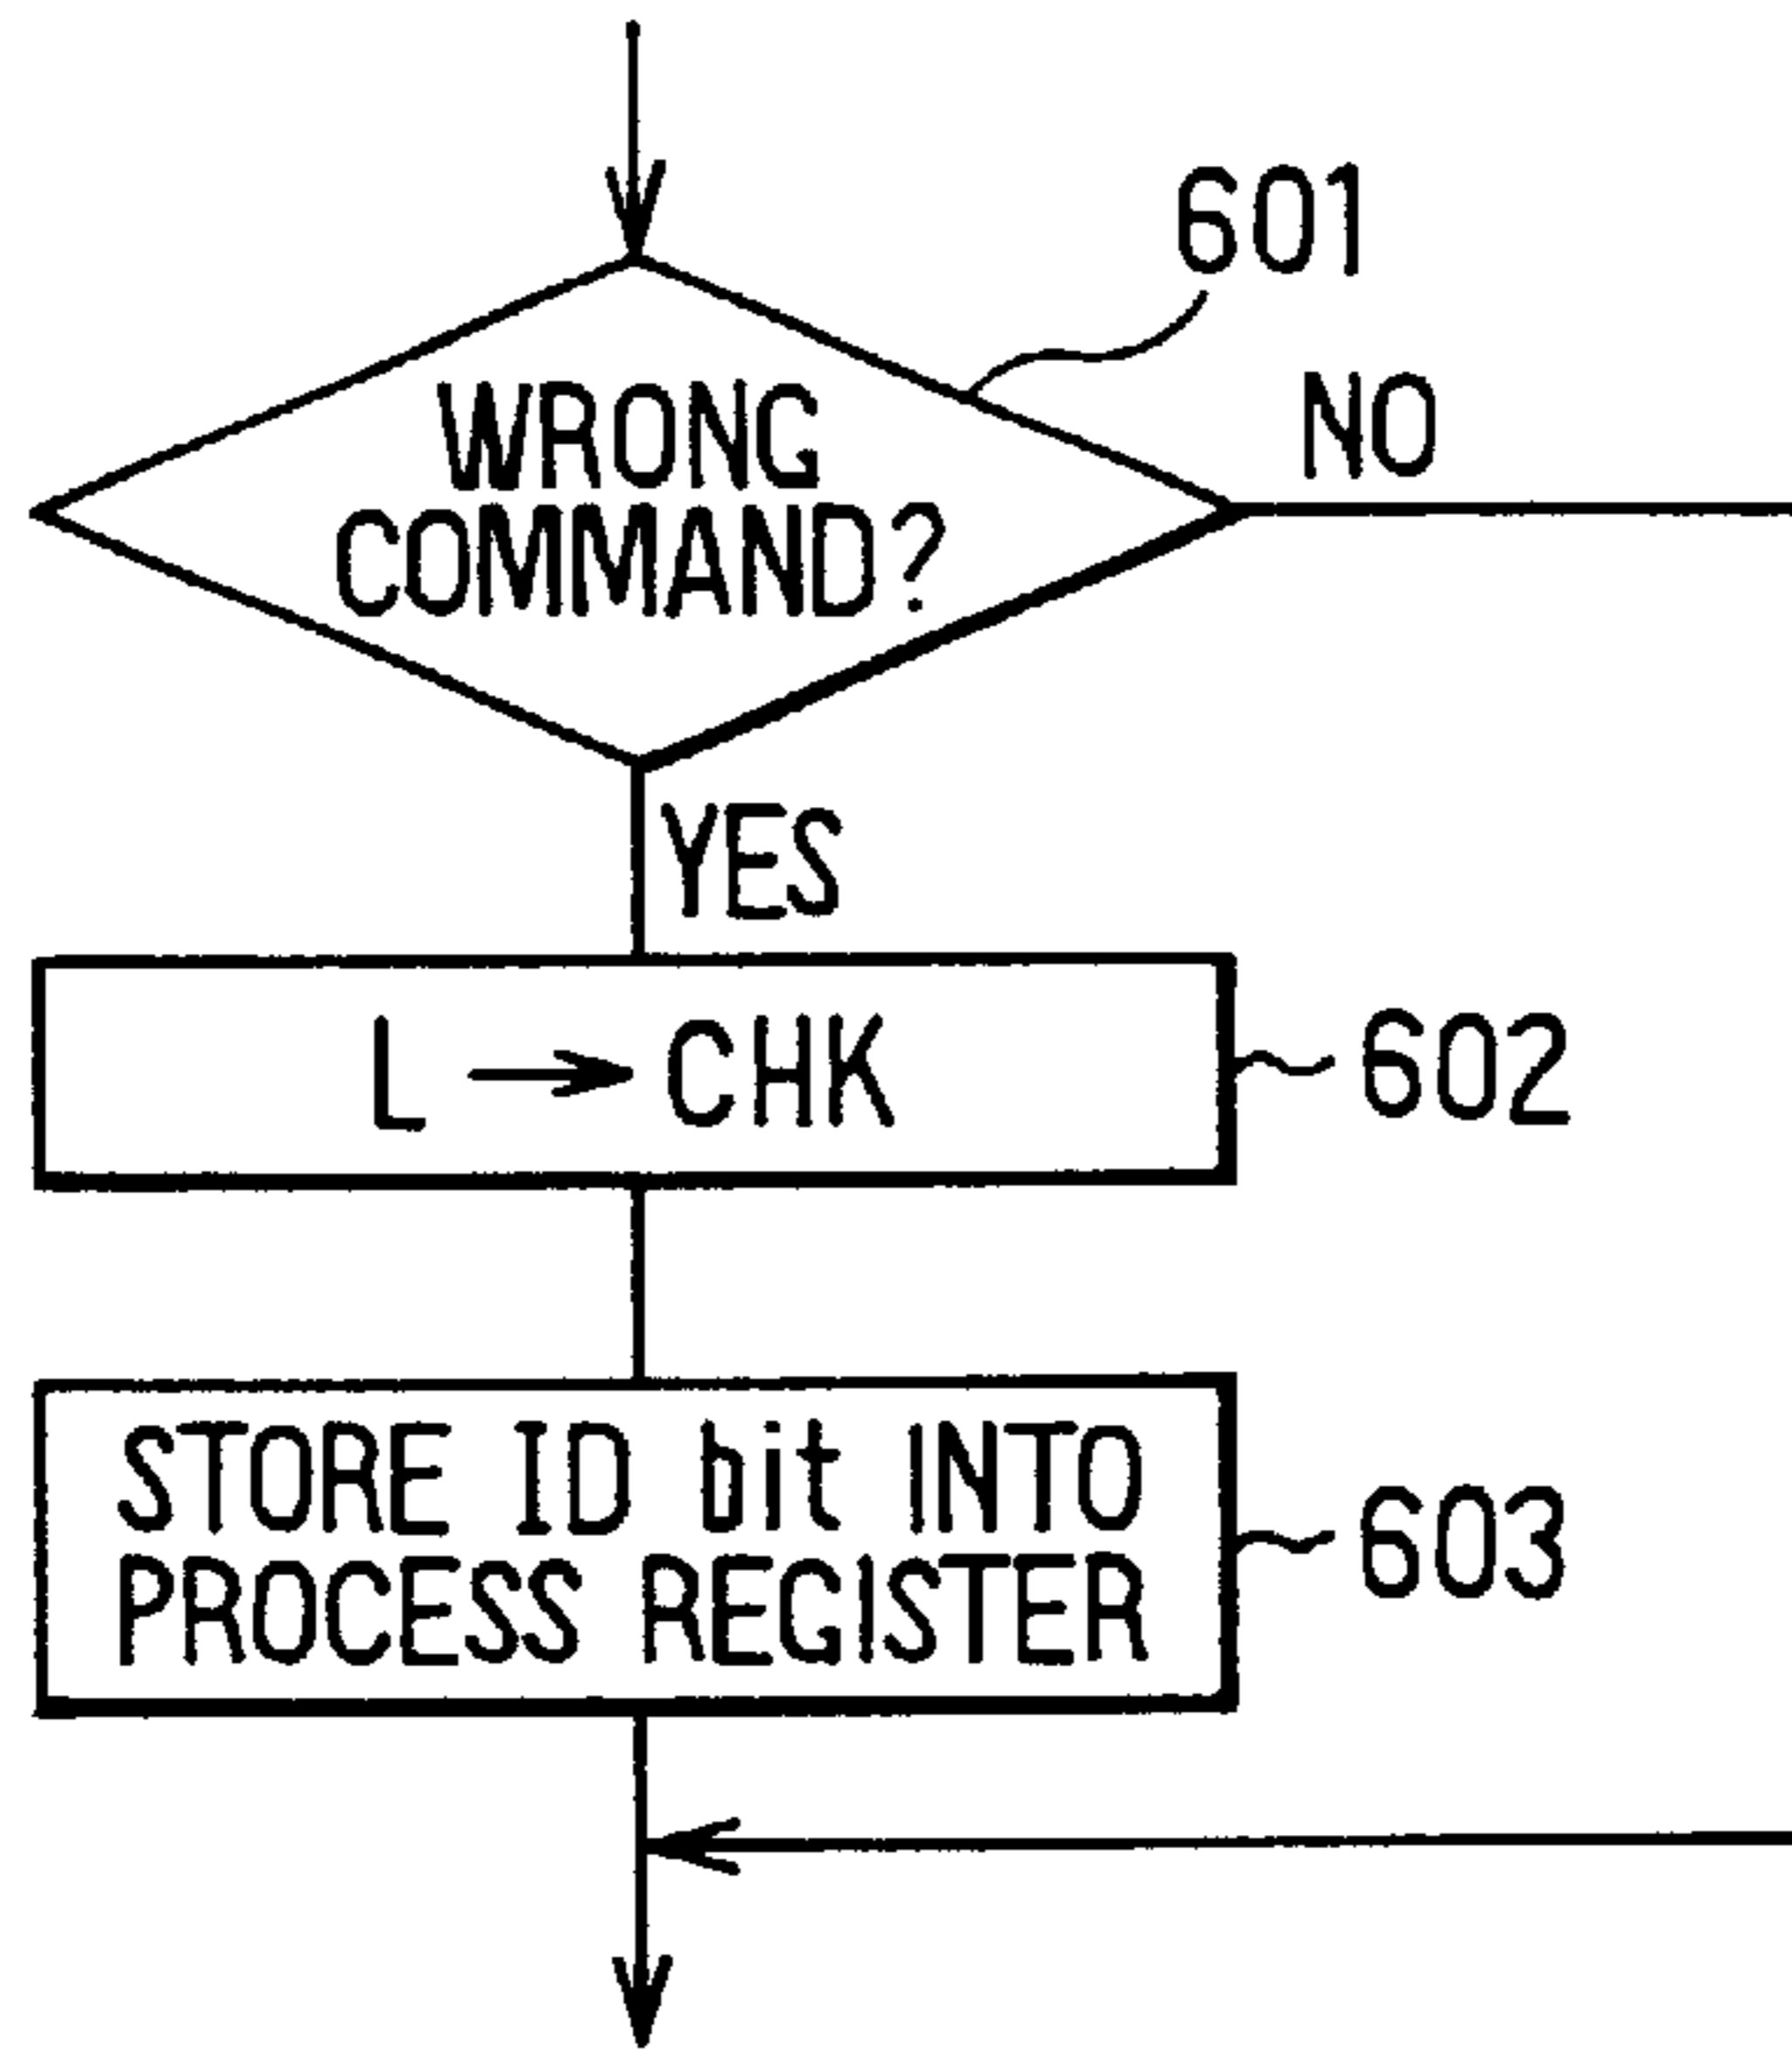 601
NO
WRONG
COMMAND?
YES
L → CHK
602
STORE ID bit INTO
PROCESS REGISTER
603